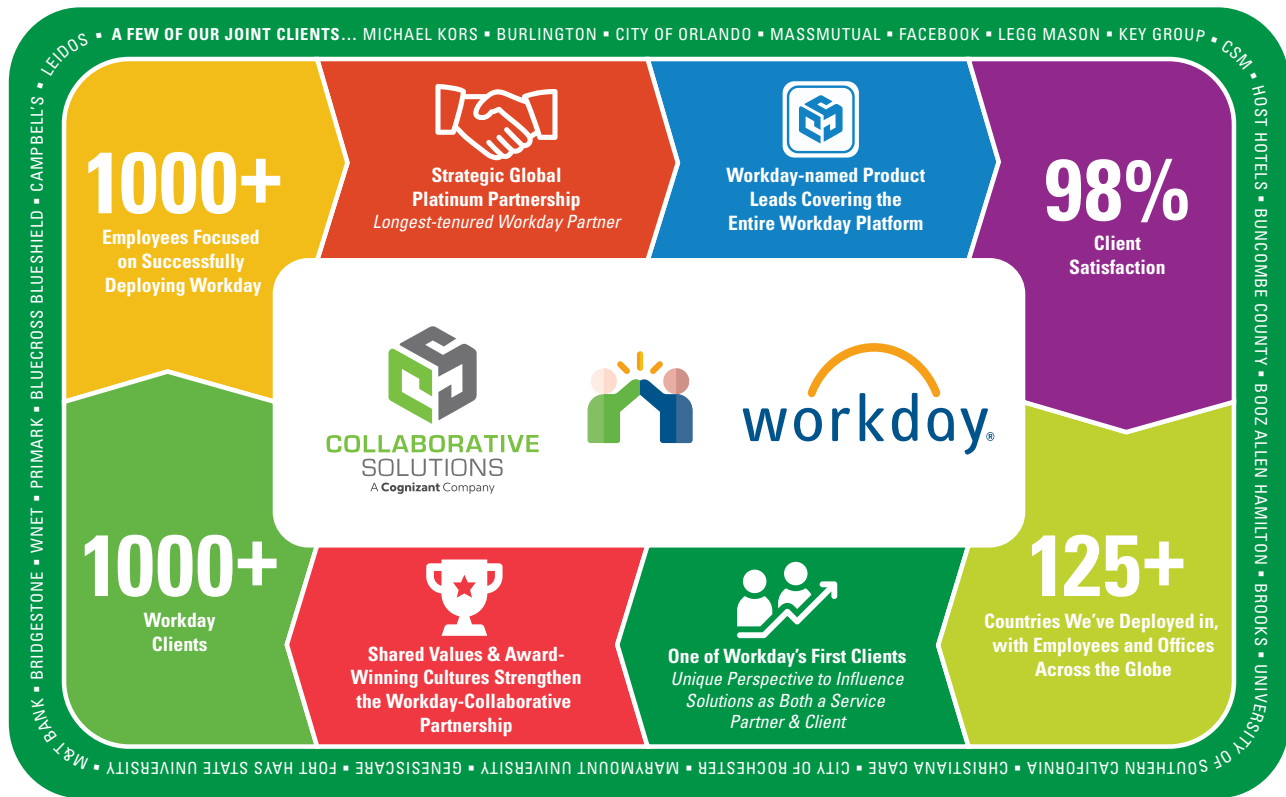 A FEW OF OUR JOINT CLIENTS... MICHAEL KORS ▪ BURLINGTON ▪ CITY OF ORLANDO ▪ MASSMUTUAL ▪ FACEBOOK ▪ LEGG MASON ▪ KEY GROUP ▪ CSM ▪ HOST HOTELS ▪ BUNCOMBE COUNTY ▪ BOOZ ALLEN HAMILTON ▪ BROOKS ▪ UNIVERSITY OF SOUTHERN CALIFORNIA ▪ CHRISTIANA CARE ▪ CITY OF ROCHESTER ▪ MARYMOUNT UNIVERSITY ▪ GENESISCARE ▪ FORT HAYS STATE UNIVERSITY ▪ M&T BANK ▪ BRIDGESTONE ▪ WNET ▪ PRIMARK ▪ BLUECROSS BLUESHIELD ▪ CAMPBELL'S ▪ LEIDOS ▪
1000+
Employees Focused
on Successfully
Deploying Workday
Strategic Global
Platinum Partnership
Longest-tenured Workday Partner
Workday-named Product
Leads Covering the
Entire Workday Platform
98%
Client
Satisfaction
COLLABORATIVE
SOLUTIONS
A Cognizant Company
workday®
1000+
Workday
Clients
Shared Values & Award-
Winning Cultures Strengthen
the Workday-Collaborative
Partnership
One of Workday's First Clients
Unique Perspective to Influence
Solutions as Both a Service
Partner & Client
125+
Countries We've Deployed in,
with Employees and Offices
Across the Globe